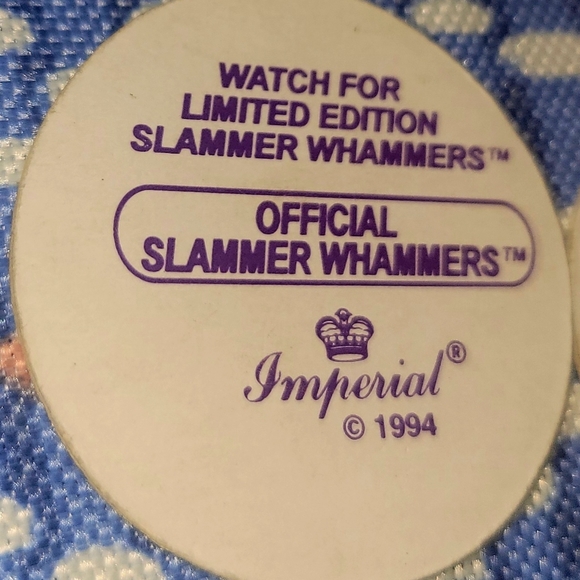 WATCH FOR
LIMITED EDITION
SLAMMER WHAMMERS™
OFFICIAL
SLAMMER WHAMMERS™
Imperial®
© 1994